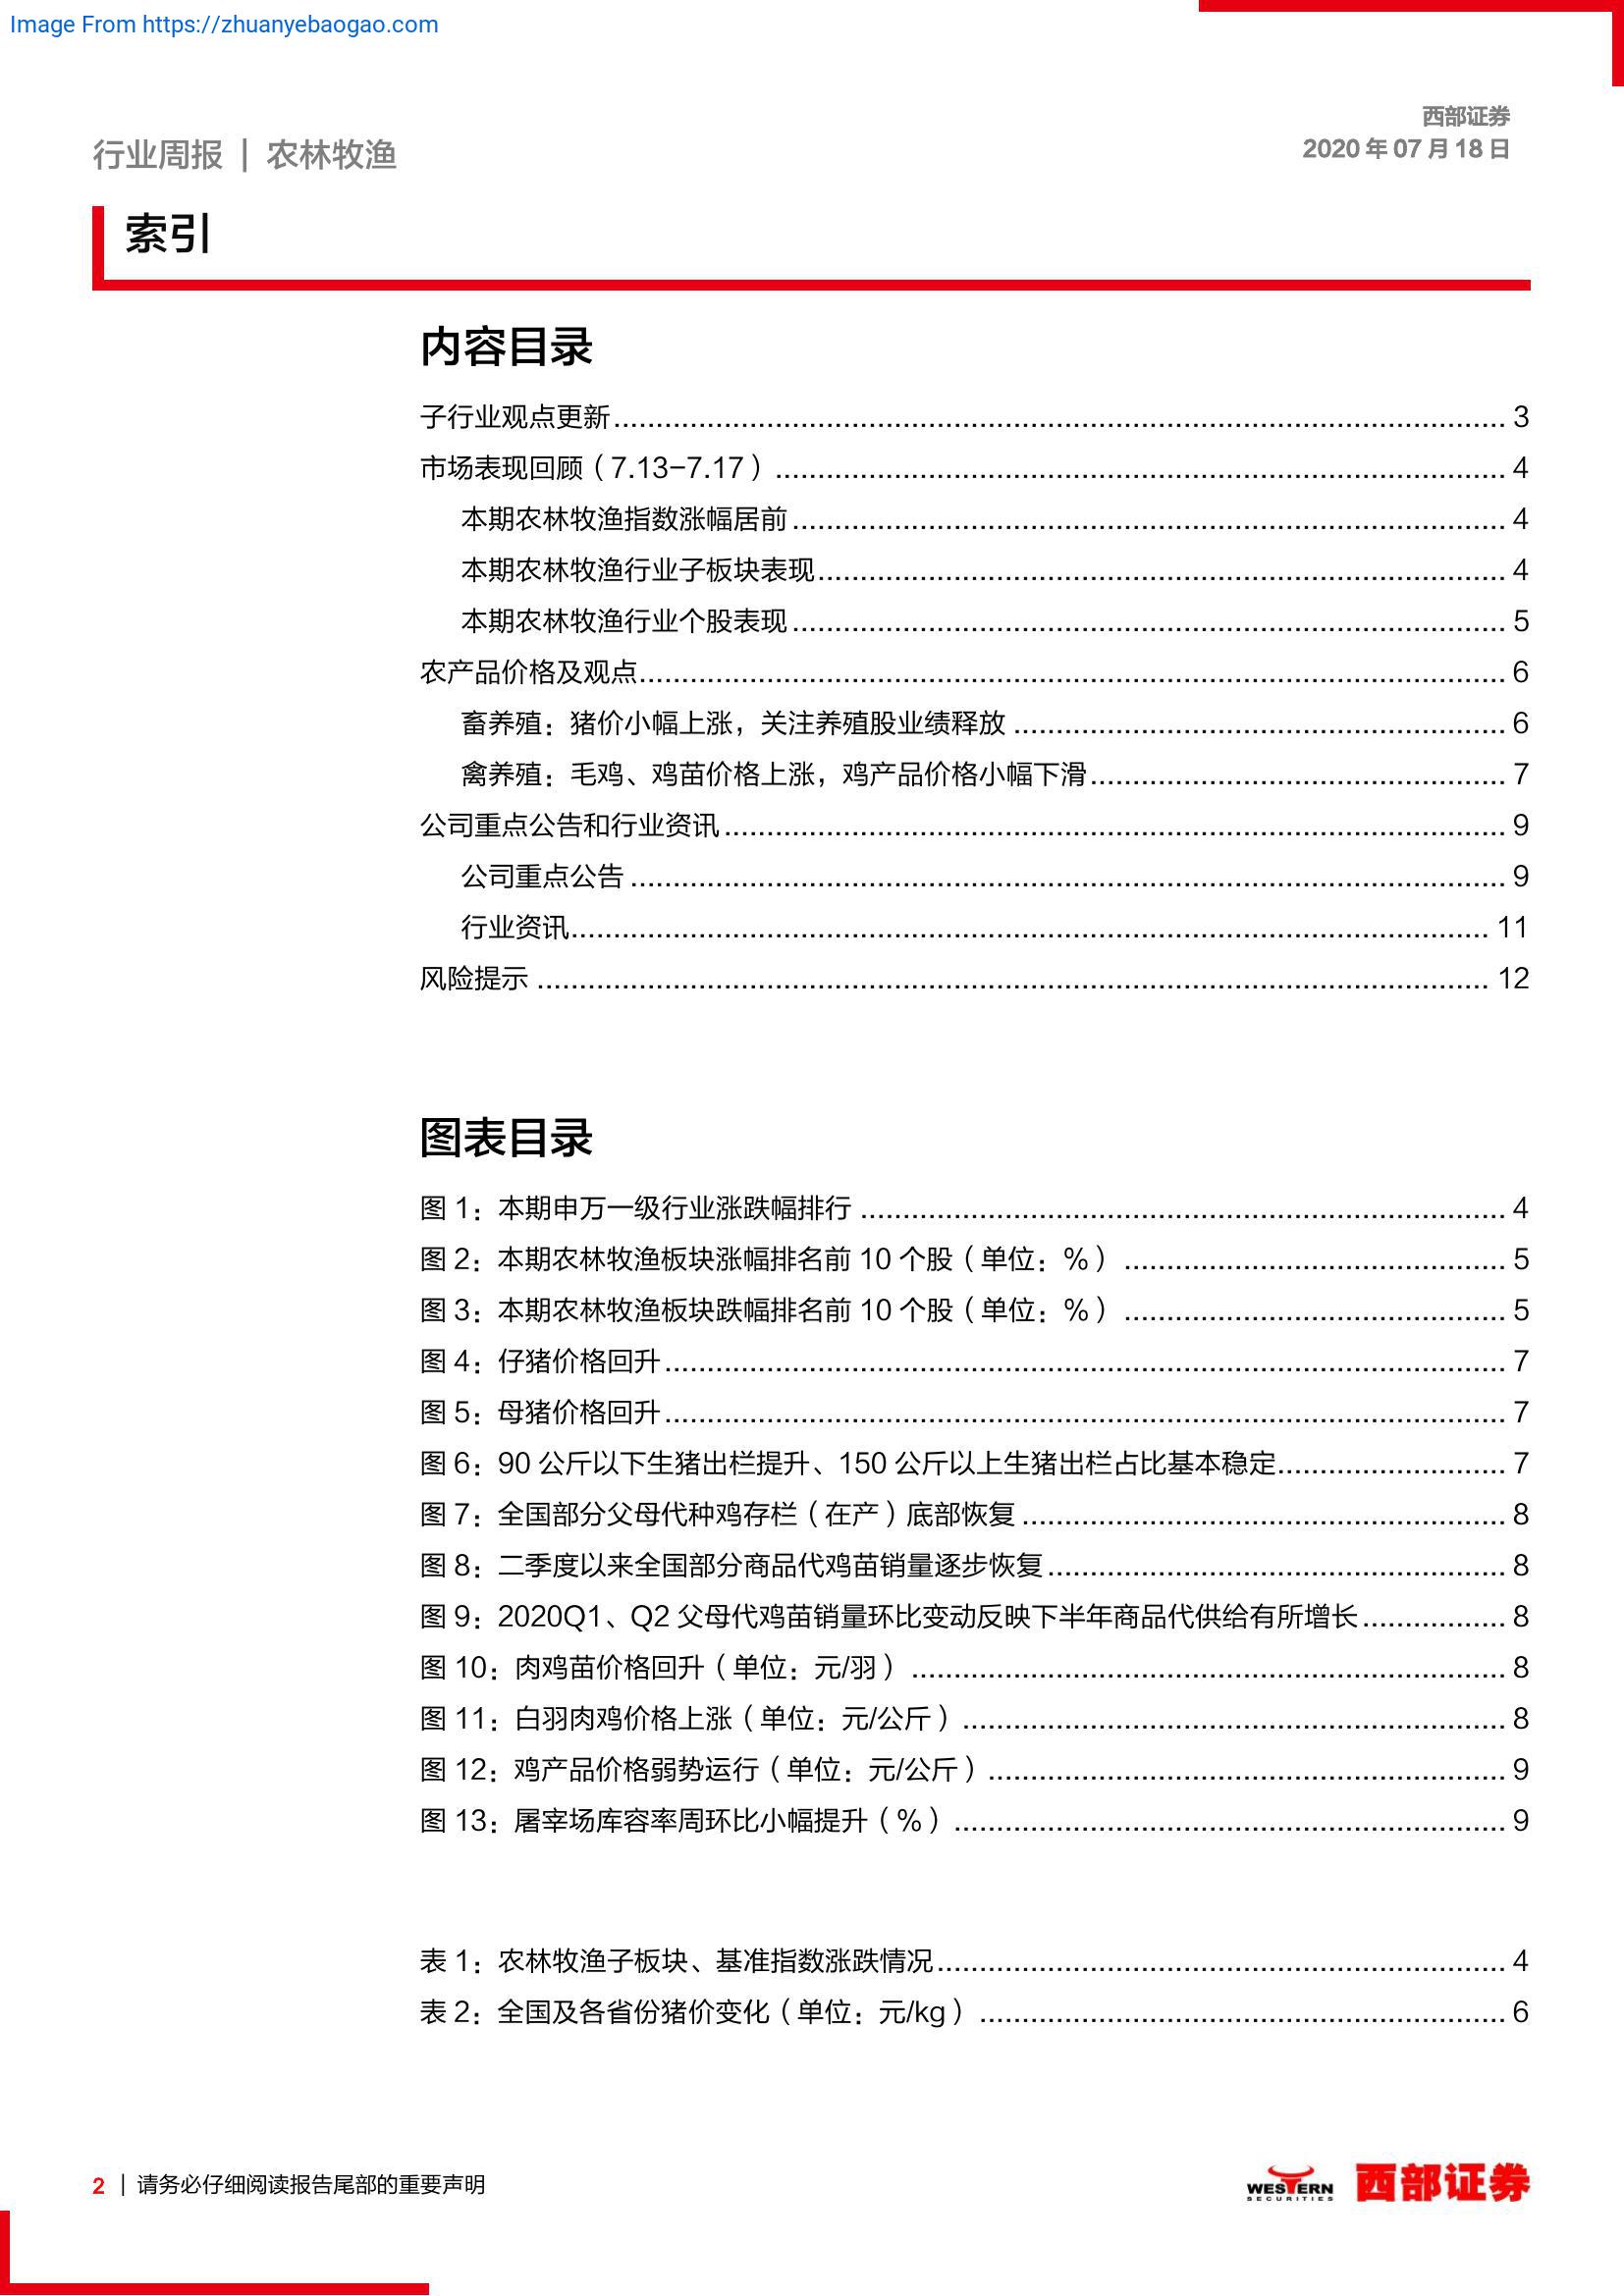 Image From https://zhuanyebaogao.com
西部证券
行业周报 | 农林牧渔
2020 年 07 月 18 日
索引
内容目录
子行业观点更新 3
市场表现回顾（7.13-7.17） 4
本期农林牧渔指数涨幅居前 4
本期农林牧渔行业子板块表现 4
本期农林牧渔行业个股表现 5
农产品价格及观点 6
畜养殖：猪价小幅上涨，关注养殖股业绩释放 6
禽养殖：毛鸡、鸡苗价格上涨，鸡产品价格小幅下滑 7
公司重点公告和行业资讯 9
公司重点公告 9
行业资讯 11
风险提示 12
图表目录
图 1：本期申万一级行业涨跌幅排行 4
图 2：本期农林牧渔板块涨幅排名前 10 个股（单位：%） 5
图 3：本期农林牧渔板块跌幅排名前 10 个股（单位：%） 5
图 4：仔猪价格回升 7
图 5：母猪价格回升 7
图 6：90 公斤以下生猪出栏提升、150 公斤以上生猪出栏占比基本稳定 7
图 7：全国部分父母代种鸡存栏（在产）底部恢复 8
图 8：二季度以来全国部分商品代鸡苗销量逐步恢复 8
图 9：2020Q1、Q2 父母代鸡苗销量环比变动反映下半年商品代供给有所增长 8
图 10：肉鸡苗价格回升（单位：元/羽） 8
图 11：白羽肉鸡价格上涨（单位：元/公斤） 8
图 12：鸡产品价格弱势运行（单位：元/公斤） 9
图 13：屠宰场库容率周环比小幅提升（%） 9
表 1：农林牧渔子板块、基准指数涨跌情况 4
表 2：全国及各省份猪价变化（单位：元/kg） 6
2 | 请务必仔细阅读报告尾部的重要声明
WESTERN
SECURITIES
西部证券